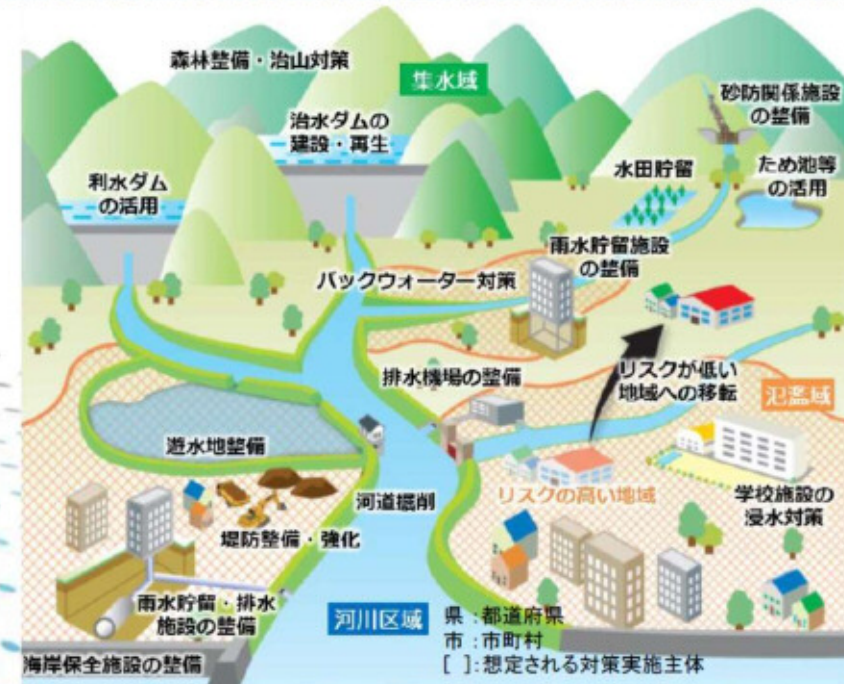 森林整備・治山対策
集水域
砂防関係施設
の整備
治水ダムの
建設・再生
水田貯留
ため池等
の活用
利水ダム
の活用
雨水貯留施設
の整備
バックウォーター対策
排水機場の整備
リスクが低い
地域への移転
氾濫域
遊水地整備
河道掘削
リスクの高い地域
学校施設の
浸水対策
堤防整備・強化
雨水貯留・排水
施設の整備
河川区域
県:都道府県
市:市町村
[ ]:想定される対策実施主体
海岸保全施設の整備